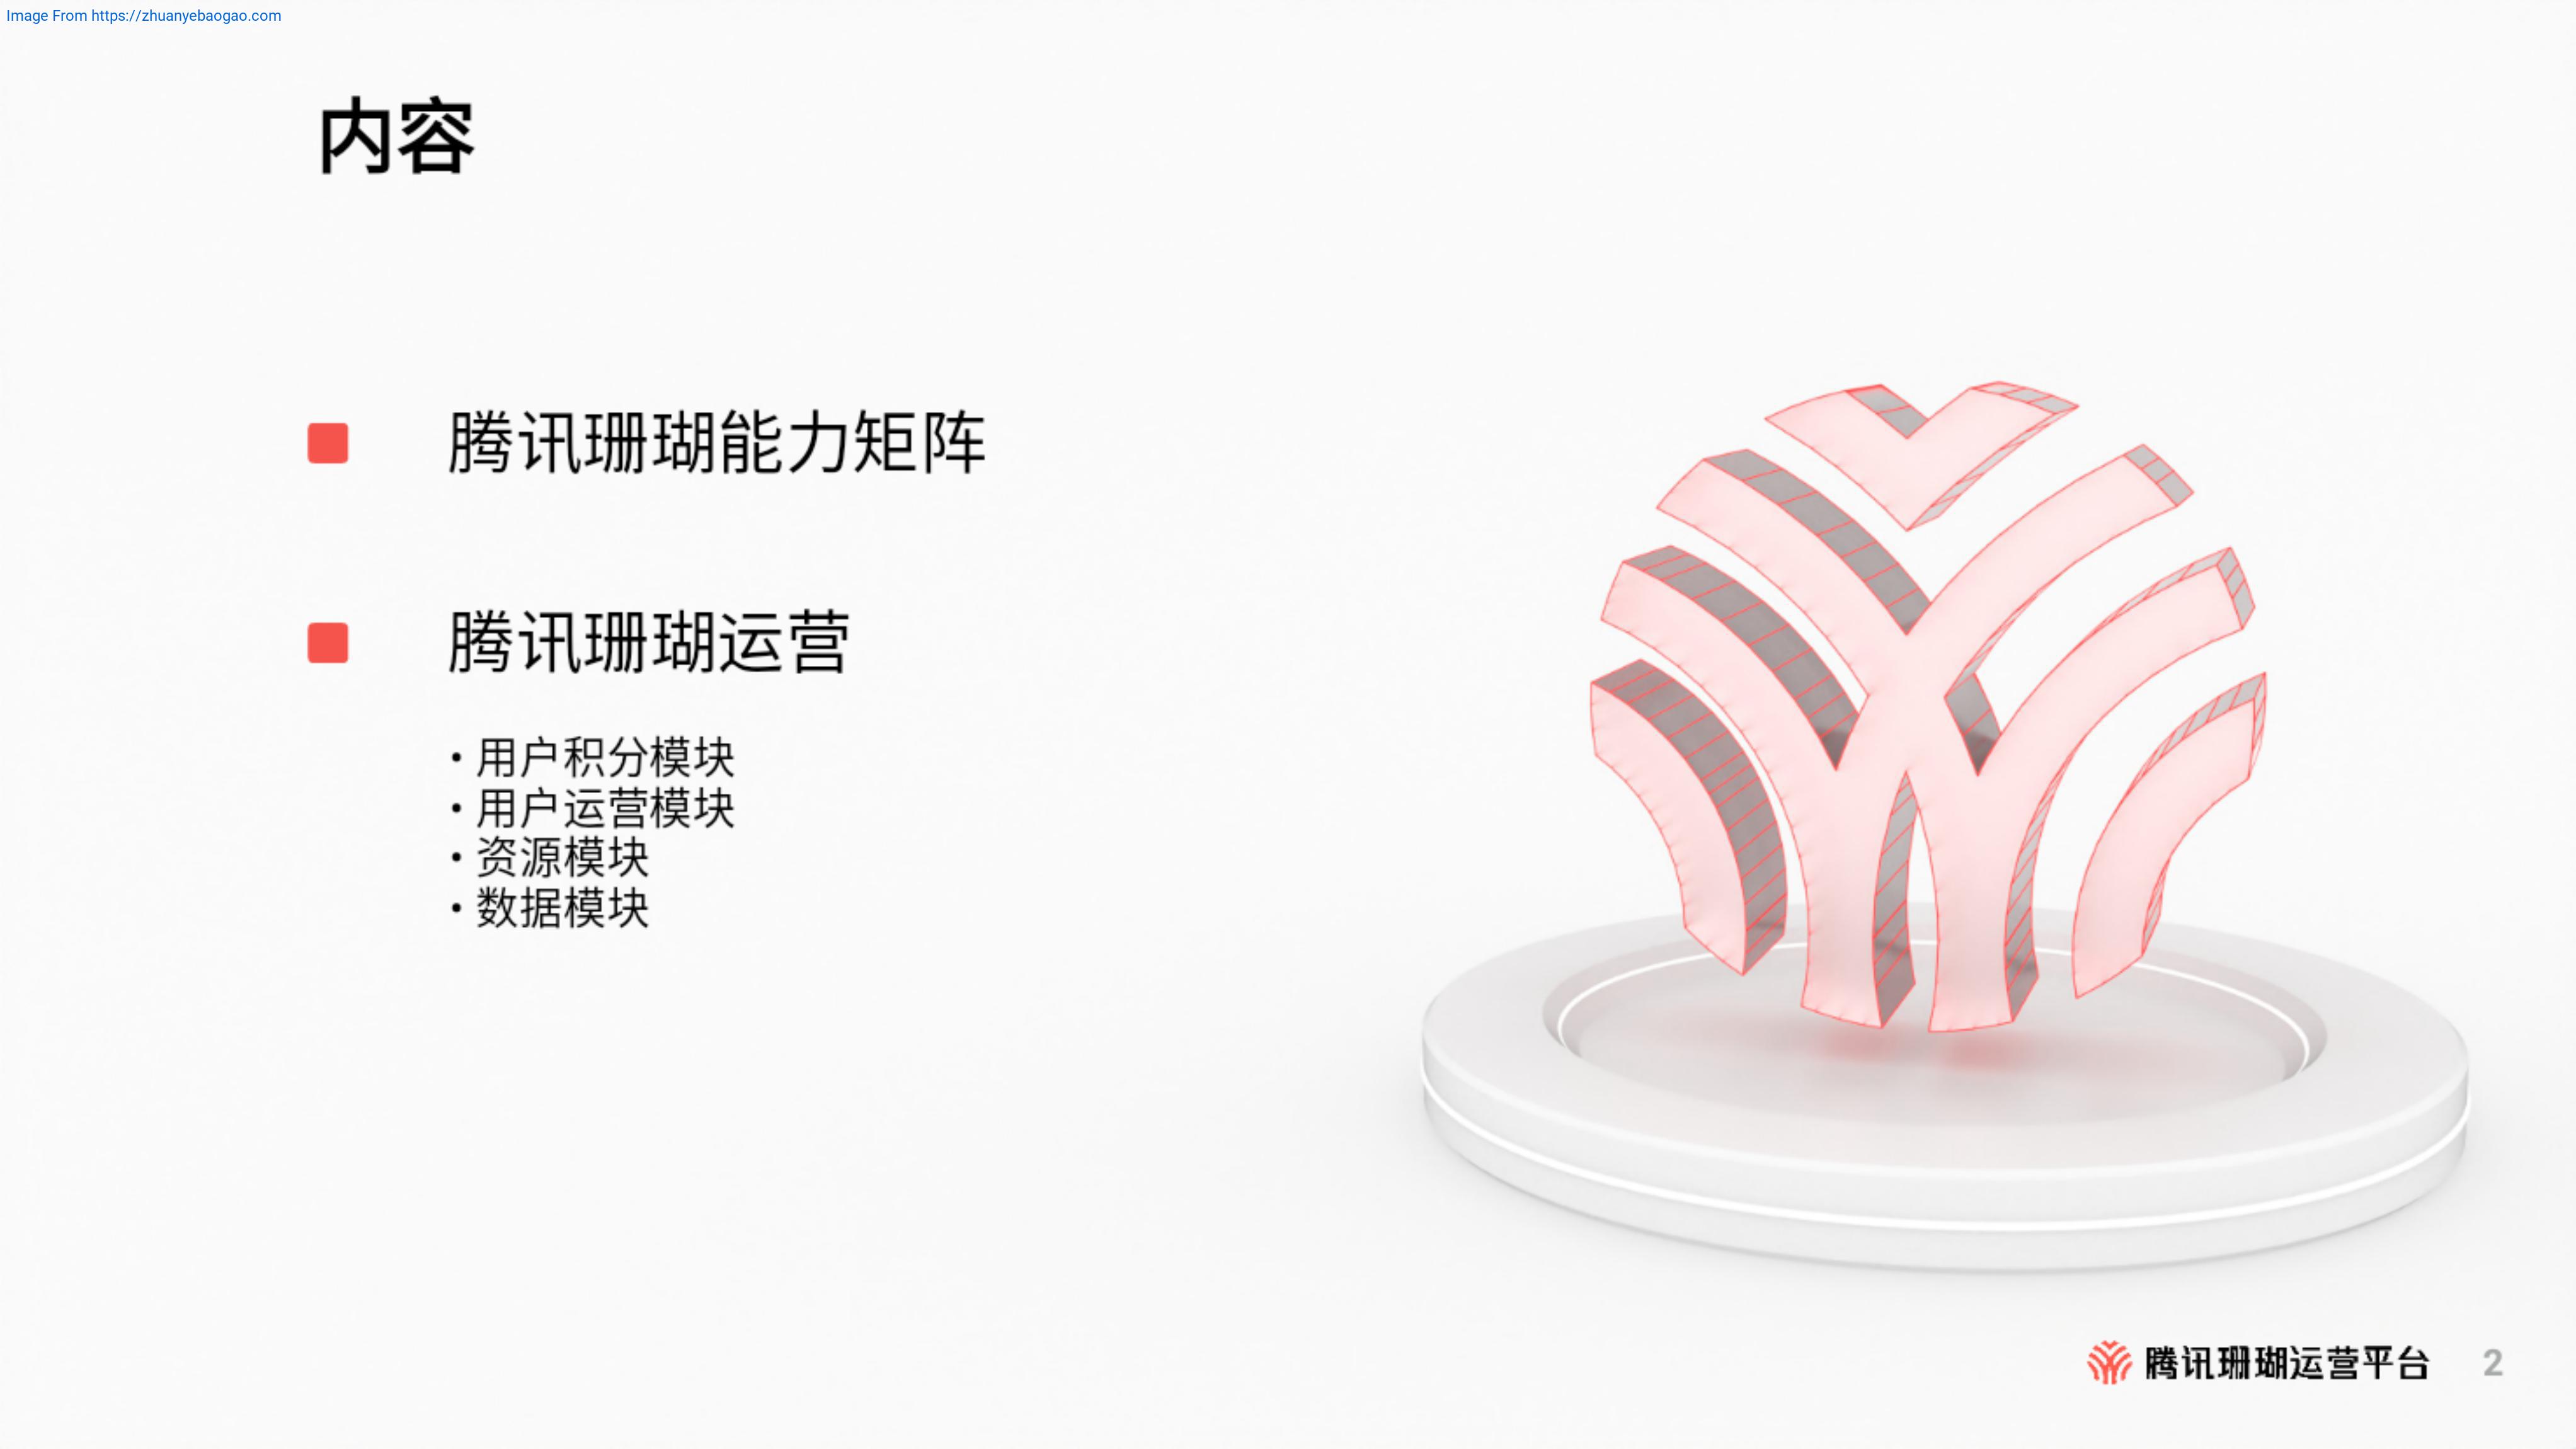 Image From https://zhuanyebaogao.com
内容
腾讯珊瑚能力矩阵
腾讯珊瑚运营
• 用户积分模块
• 用户运营模块
• 资源模块
• 数据模块
腾讯珊瑚运营平台 2